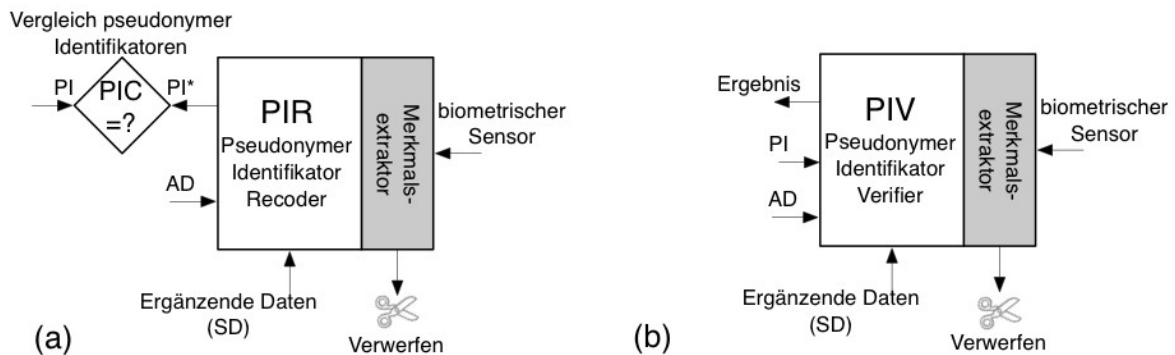 Vergleich pseudonymer
Identifikatoren
PI
PIC
=?
PI*
PIR
Pseudonymer
Identifikator
Recoder
Merkmals-
extraktor
biometrischer
Sensor
AD
Ergänzende Daten
(SD)
Verwerfen
(a)
Ergebnis
PI
AD
PIV
Pseudonymer
Identifikator
Verifier
Merkmals-
extraktor
biometrischer
Sensor
Ergänzende Daten
(SD)
Verwerfen
(b)